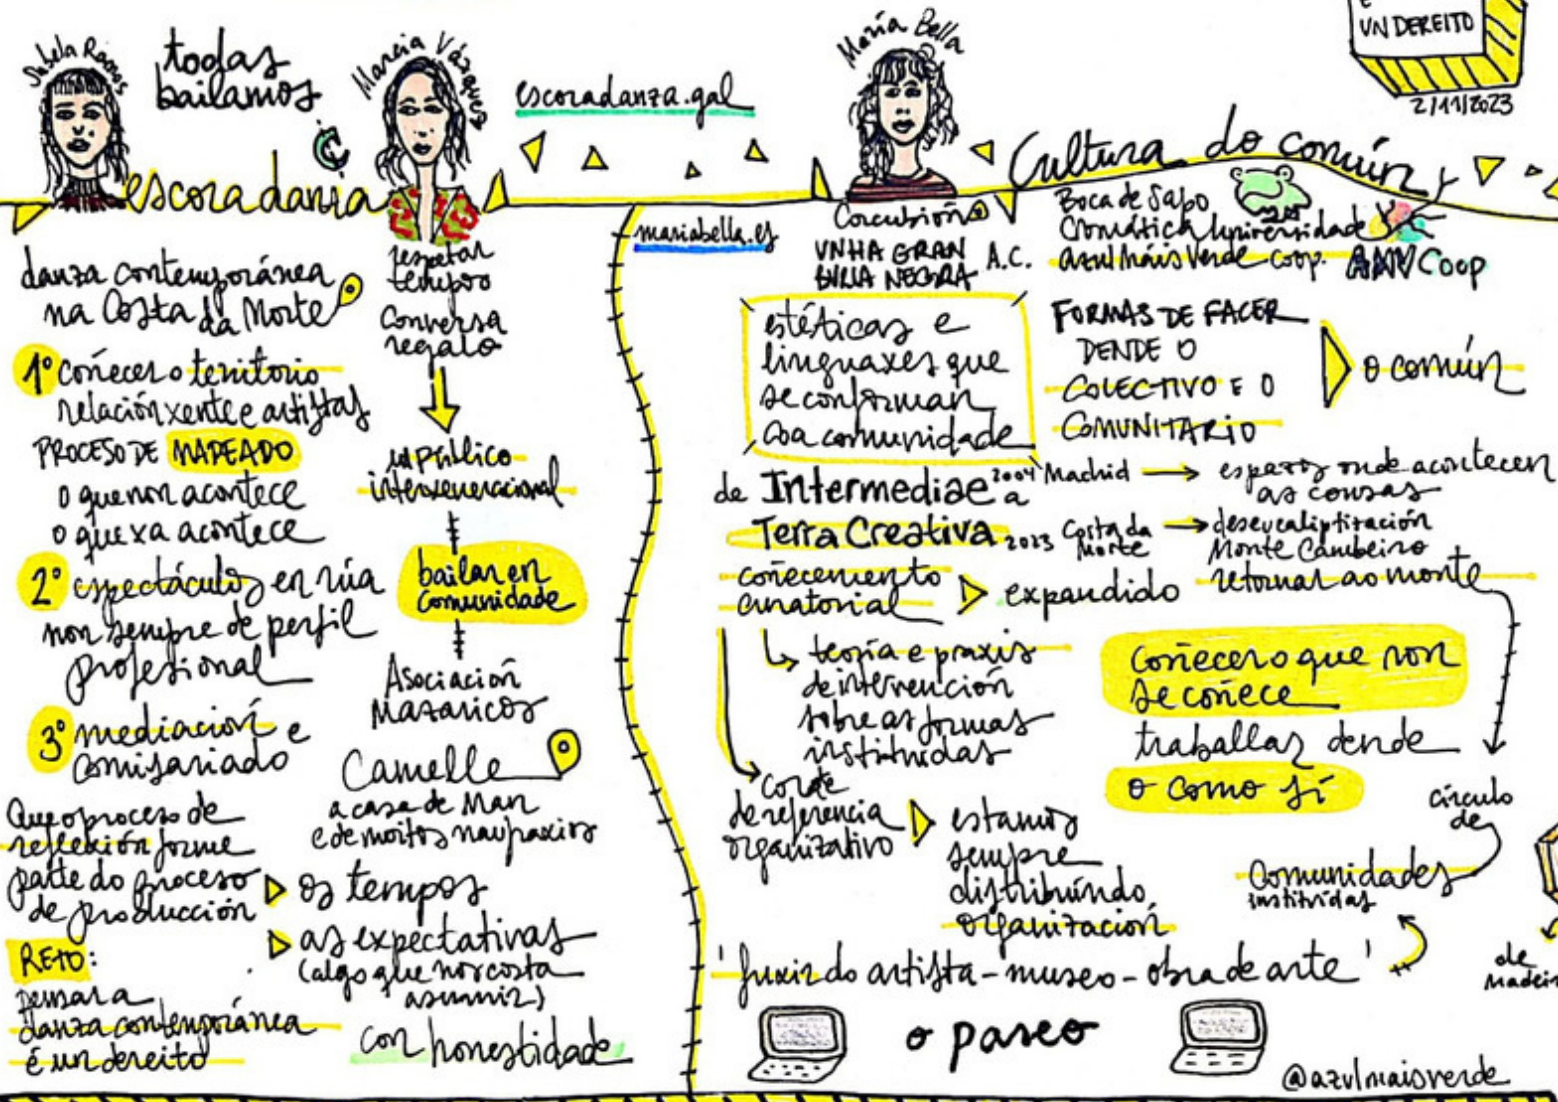 Sabela Ramos
todas
bailamos
Marcia Vázquez
escoradanza.gal
escoradanza
danza contemporánea
na Costa
da Morte
1º coñecer o territorio
relación xente e artistas
PROCESO DE MAPEADO
o que non acontece
o que xa acontece
2º espectáculos en rúa
non sempre de perfil
profesional
3º mediación e
comisariado
Que o proceso de
reflexión forme
parte do proceso
de producción
os tempos
as expectativas
(algo que nos costa
asumir)
con honestidade
RETO:
pensar a
danza contemporánea
é un dereito
respetar
tempos
Conversa
regalo
público
interxeneracional
bailar en
comunidade
Asociación
Mazaricos
Camelle
a casa de Man
e de moitos naufraxios
María Bella
É
UN DEREITO
2/11/2023
Cultura do común
mariabella.es
Corcubión
UNHA GRAN
BURLA NEGRA A.C.
Boca de Sapo
Cromática Universidade
azul máis Verde coop.
AMVCoop
estéticas e
linguaxes que
se conforman
coa comunidade
FORMAS DE FACER
DENDE O
COLECTIVO E O
COMUNITARIO
o común
de Intermediae 2004 Madrid
espazos onde acontecen
as cousas
a
Terra Creativa 2023 Costa da
Morte
deseucaliptización
Monte Cambeiro
retornar ao monte
coñecemento
curatorial
expandido
teoría e praxis
de intervención
sobre as formas
instituídas
corte
de referencia
organizativo
estamos
sempre
distribuíndo
organización
coñecer o que non
se coñece
traballar dende
o como si
círculo
de
comunidades
instituídas
'fuxir do artista - museo - obra de arte'
o paseo
de
madeir
@azulmaisverde